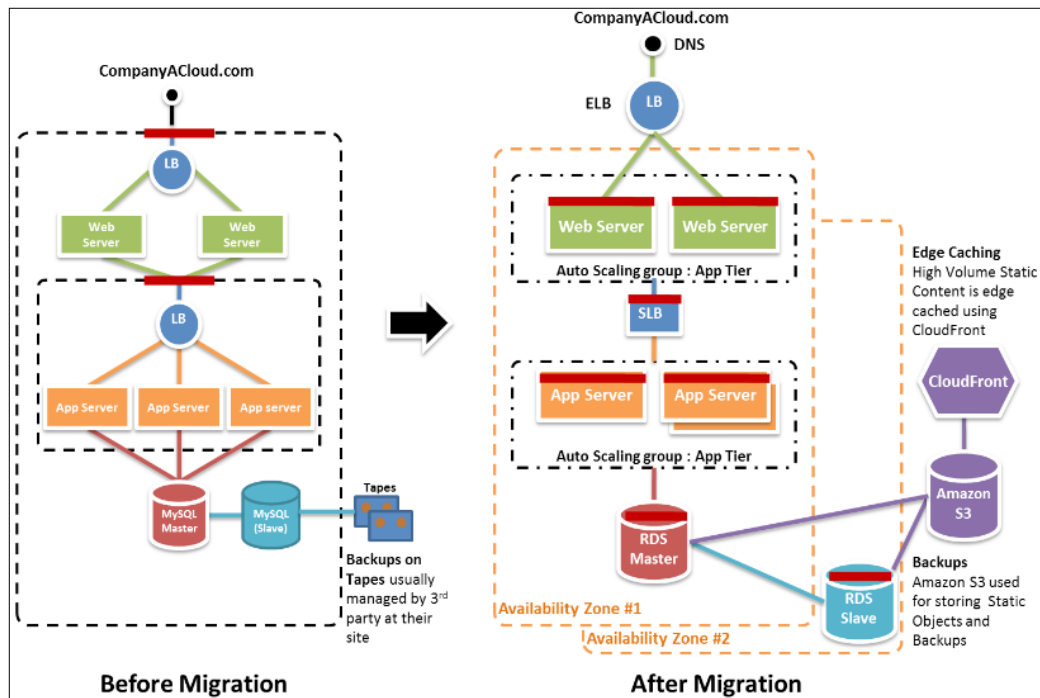 CompanyACloud.com
LB
Web
Server
Web
Server
LB
App Server
App Server
App server
MySQL
Master
MySQL
(Slave)
Tapes
Backups on
Tapes usually
managed by 3rd
party at their
site
Before Migration
CompanyACloud.com
DNS
ELB
LB
Web Server
Web Server
Auto Scaling group : App Tier
SLB
App Server
App Server
Auto Scaling group : App Tier
RDS
Master
Availability Zone #1
Availability Zone #2
RDS
Slave
Edge Caching
High Volume Static
Content is edge
cached using
CloudFront
CloudFront
Amazon
S3
Backups
Amazon S3 used
for storing Static
Objects and
Backups
After Migration